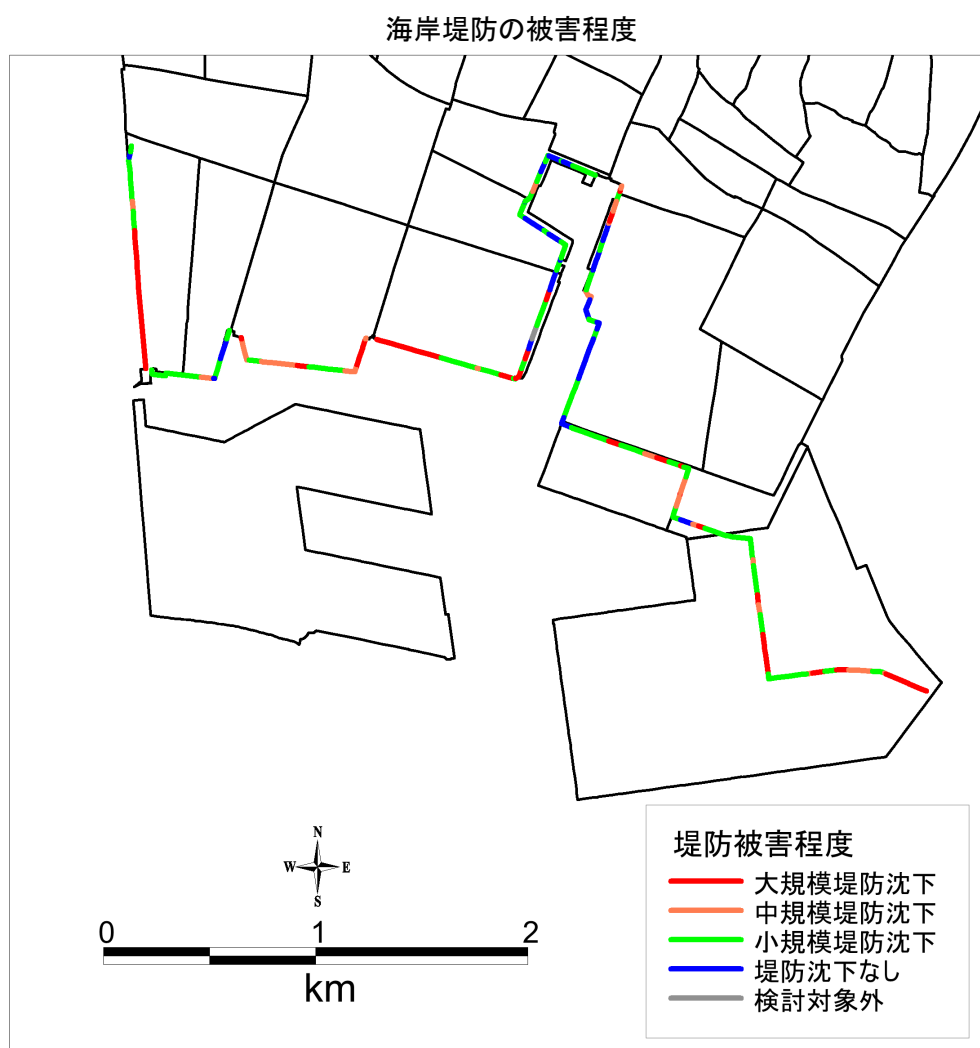 海岸堤防の被害程度
N
W E
S
0 1 2
km
堤防被害程度
大規模堤防沈下
中規模堤防沈下
小規模堤防沈下
堤防沈下なし
検討対象外